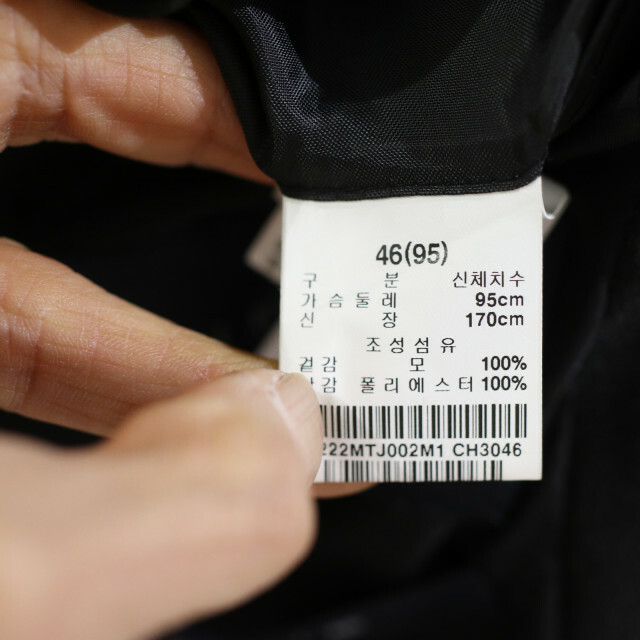 46(95)
구 분 신체치수
가슴둘레 95cm
신 장 170cm
조성섬유
겉감 모 100%
감 폴리에스터 100%
222MTJ002M1 CH3046